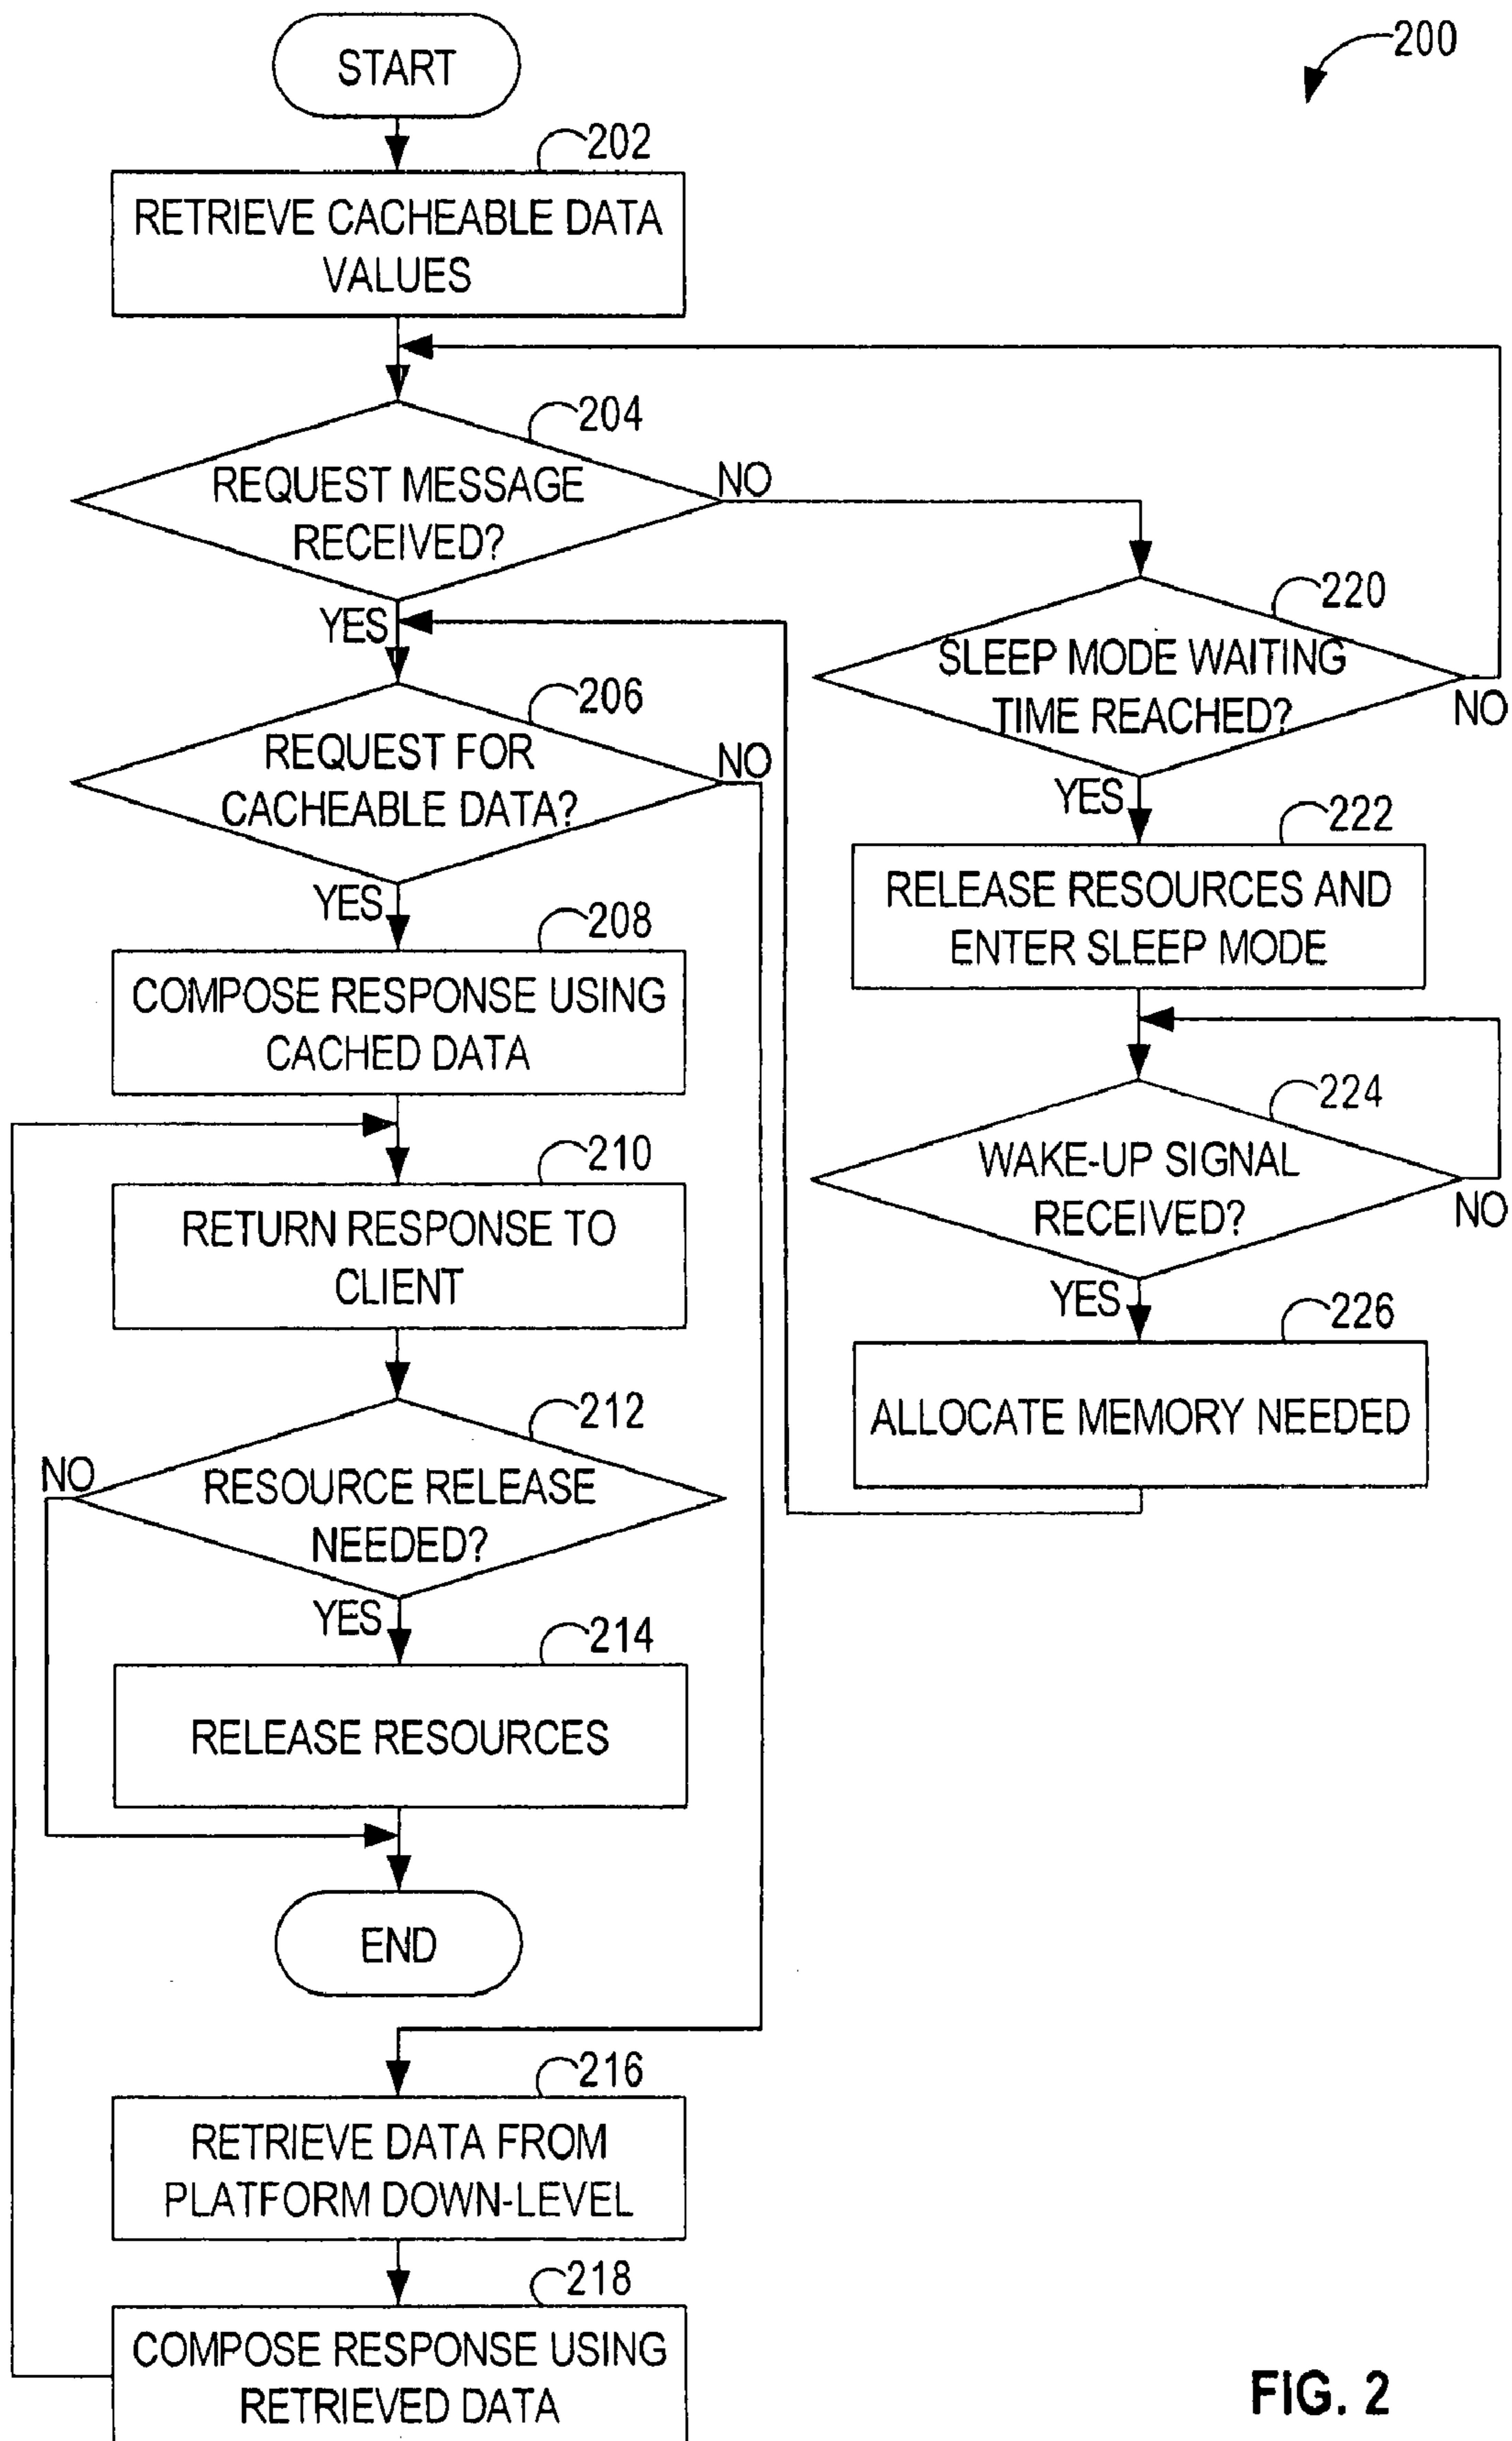 200
START
202
RETRIEVE CACHEABLE DATA
VALUES
204
REQUEST MESSAGE
RECEIVED?
NO
YES
206
REQUEST FOR
CACHEABLE DATA?
NO
YES
208
COMPOSE RESPONSE USING
CACHED DATA
210
RETURN RESPONSE TO
CLIENT
212
NO
RESOURCE RELEASE
NEEDED?
YES
214
RELEASE RESOURCES
END
216
RETRIEVE DATA FROM
PLATFORM DOWN-LEVEL
218
COMPOSE RESPONSE USING
RETRIEVED DATA
220
SLEEP MODE WAITING
TIME REACHED?
NO
YES
222
RELEASE RESOURCES AND
ENTER SLEEP MODE
224
WAKE-UP SIGNAL
RECEIVED?
NO
YES
226
ALLOCATE MEMORY NEEDED
FIG. 2